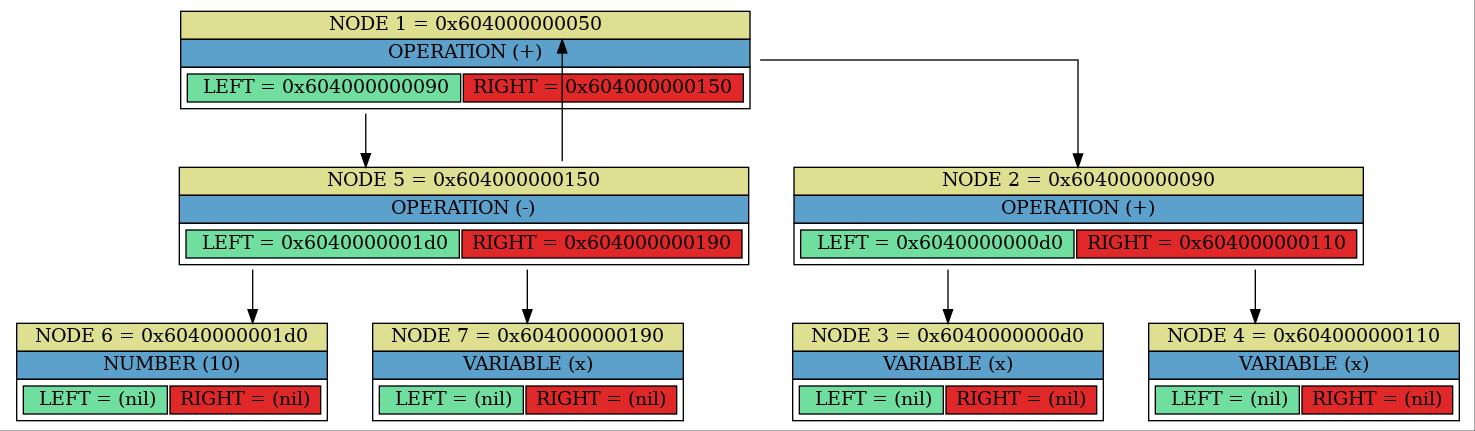 NODE 1 = 0x604000000050
OPERATION (+)
LEFT = 0x604000000090 RIGHT = 0x604000000150
NODE 5 = 0x604000000150
OPERATION (-)
LEFT = 0x6040000001d0 RIGHT = 0x604000000190
NODE 2 = 0x604000000090
OPERATION (+)
LEFT = 0x6040000000d0 RIGHT = 0x604000000110
NODE 6 = 0x6040000001d0
NUMBER (10)
LEFT = (nil) RIGHT = (nil)
NODE 7 = 0x604000000190
VARIABLE (x)
LEFT = (nil) RIGHT = (nil)
NODE 3 = 0x6040000000d0
VARIABLE (x)
LEFT = (nil) RIGHT = (nil)
NODE 4 = 0x604000000110
VARIABLE (x)
LEFT = (nil) RIGHT = (nil)